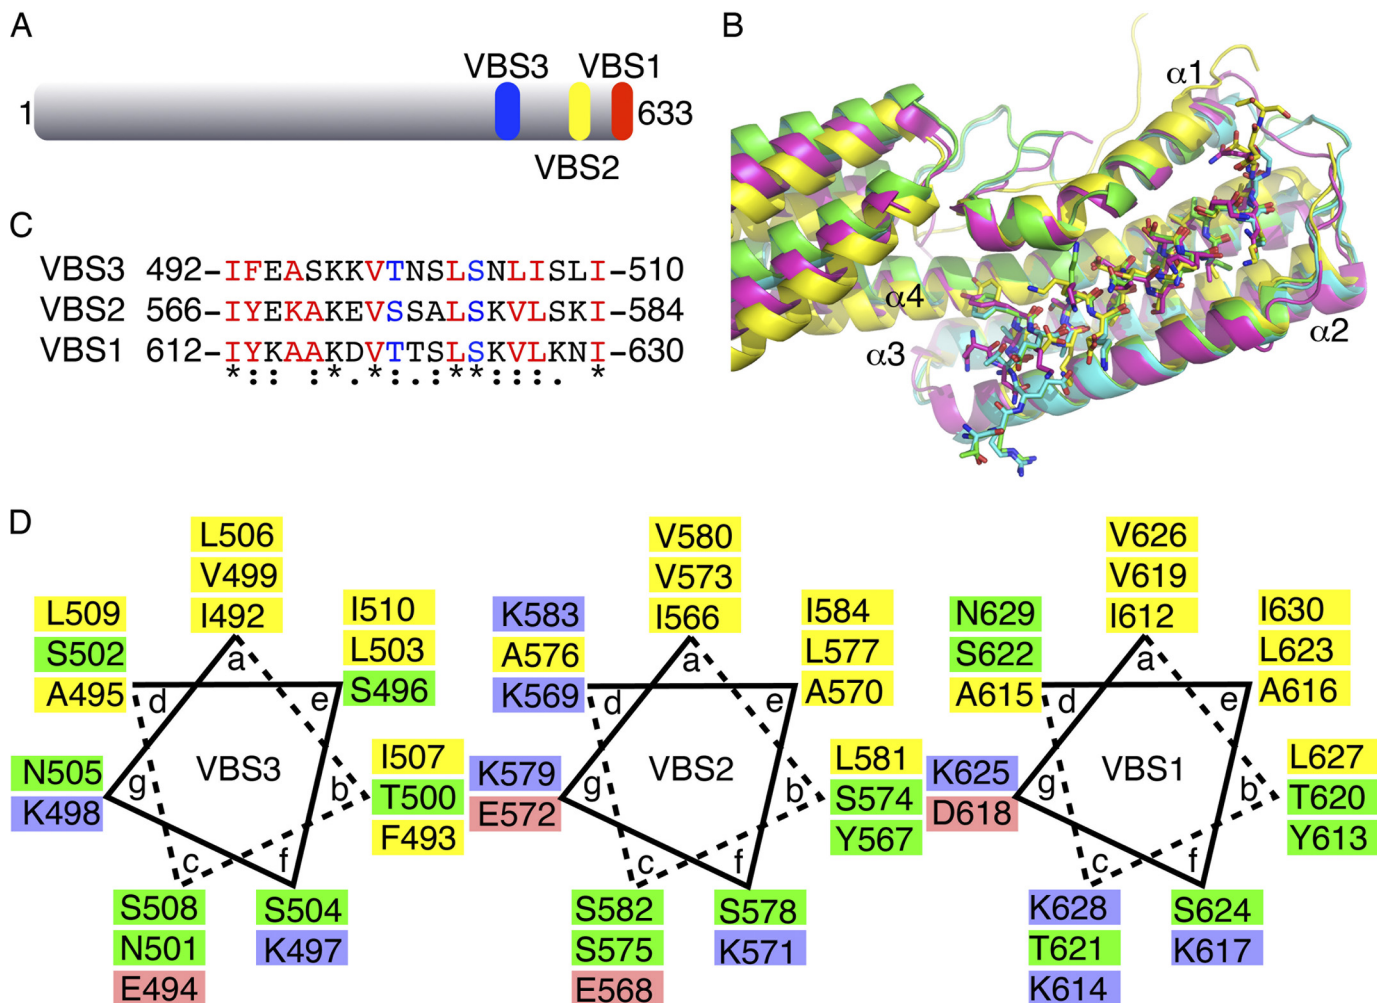 A
VBS3 VBS1
1 633
VBS2
B
α1
α4
α3
α2
C
VBS3 492-IFEASKKVTNSLSNLISLI-510
VBS2 566-IYEKAKEVSSALSKVLSKI-584
VBS1 612-IYKAAKDVTTSLSKVLKNI-630
*:: :*.*:.:**:::. *
D
L506
V499
I492
L509
S502
A495
I510
L503
S496
a
d e
N505
K498
VBS3
I507
T500
F493
g b
c f
S508
N501
E494
S504
K497
V580
V573
I566
K583
A576
K569
I584
L577
A570
a
d e
K579
E572
VBS2
L581
S574
Y567
g b
c f
S582
S575
E568
S578
K571
V626
V619
I612
N629
S622
A615
I630
L623
A616
a
d e
K625
D618
VBS1
L627
T620
Y613
g b
c f
K628
T621
K614
S624
K617